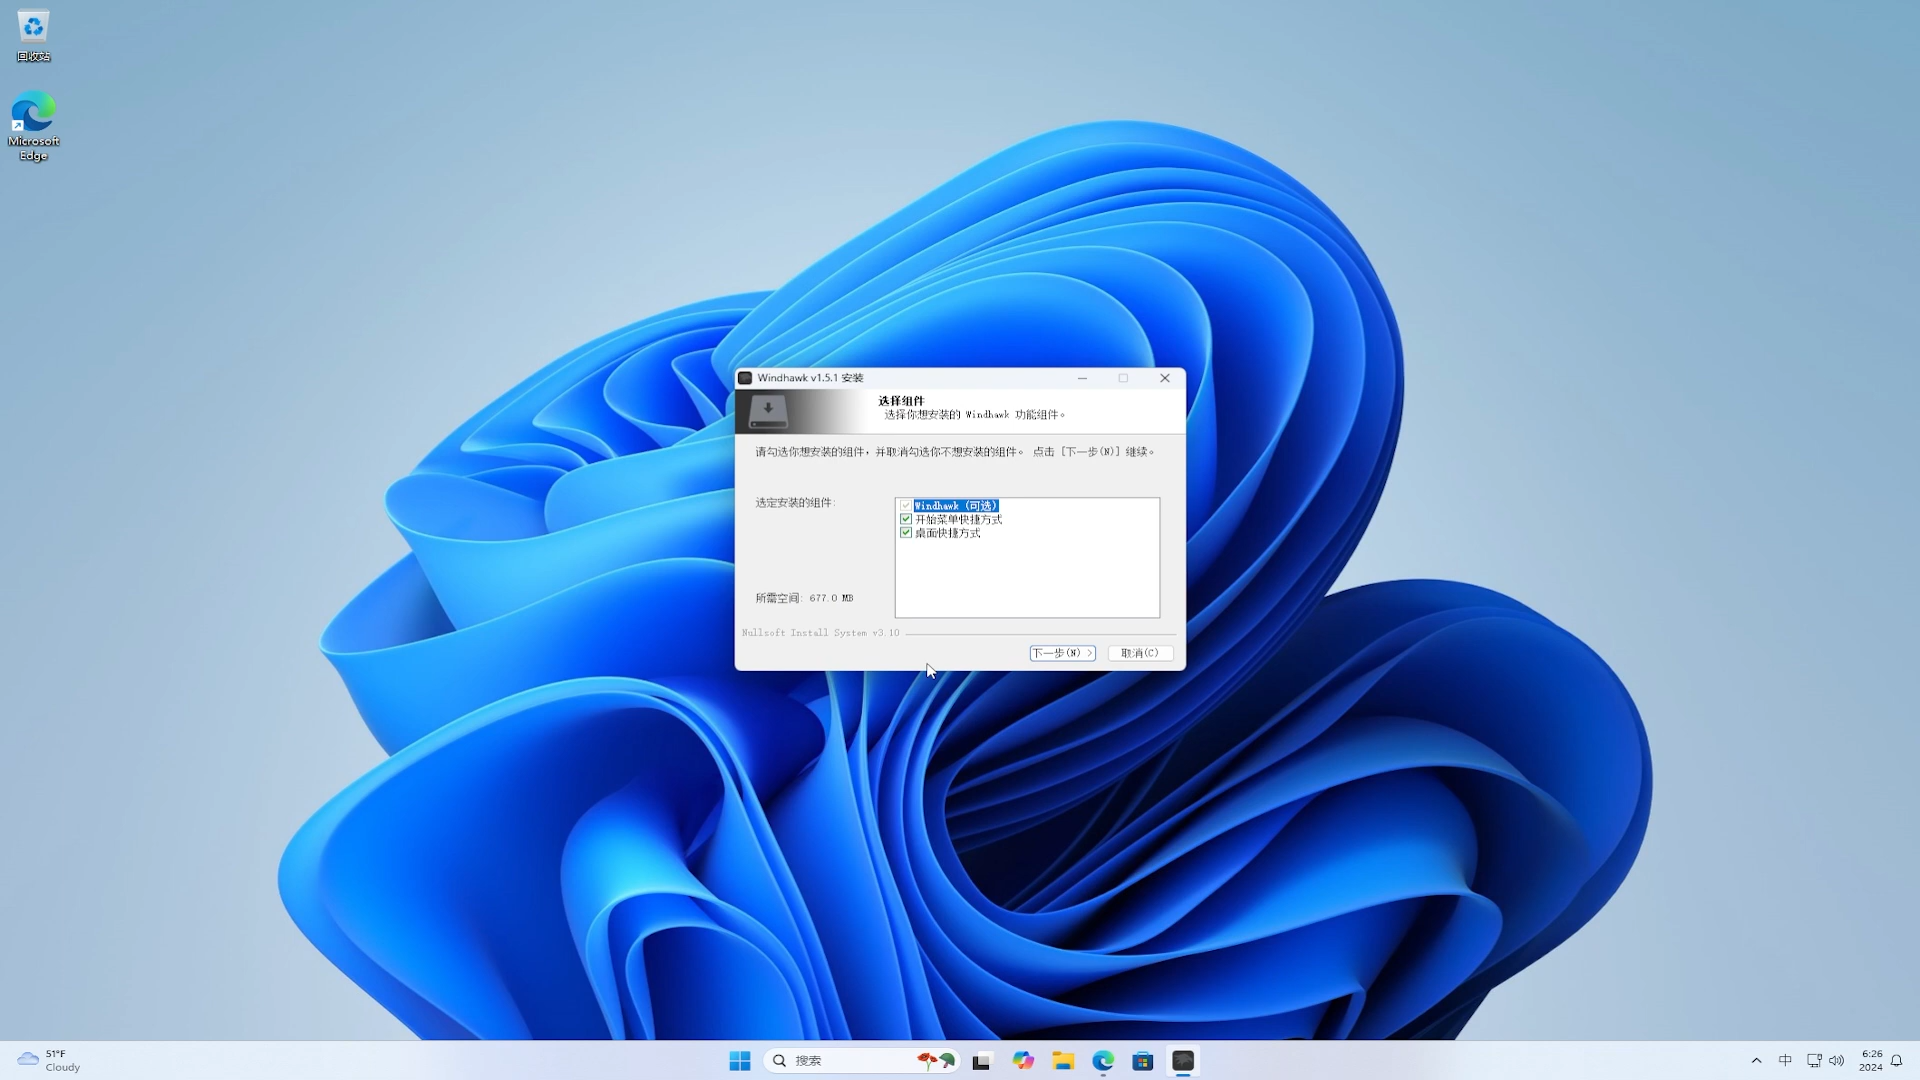 回收站
Microsoft
Edge
Windhawk v1.5.1 安装
选择组件
选择你想安装的 Windhawk 功能组件。
请勾选你想安装的组件，并取消勾选你不想安装的组件。 点击 [下一步(N)] 继续。
选定安装的组件:
Windhawk (可选)
开始菜单快捷方式
桌面快捷方式
所需空间: 677.0 MB
Nullsoft Install System v3.10
下一步(N) >
取消(C)
51°F
Cloudy
搜索
中
6:26
2024